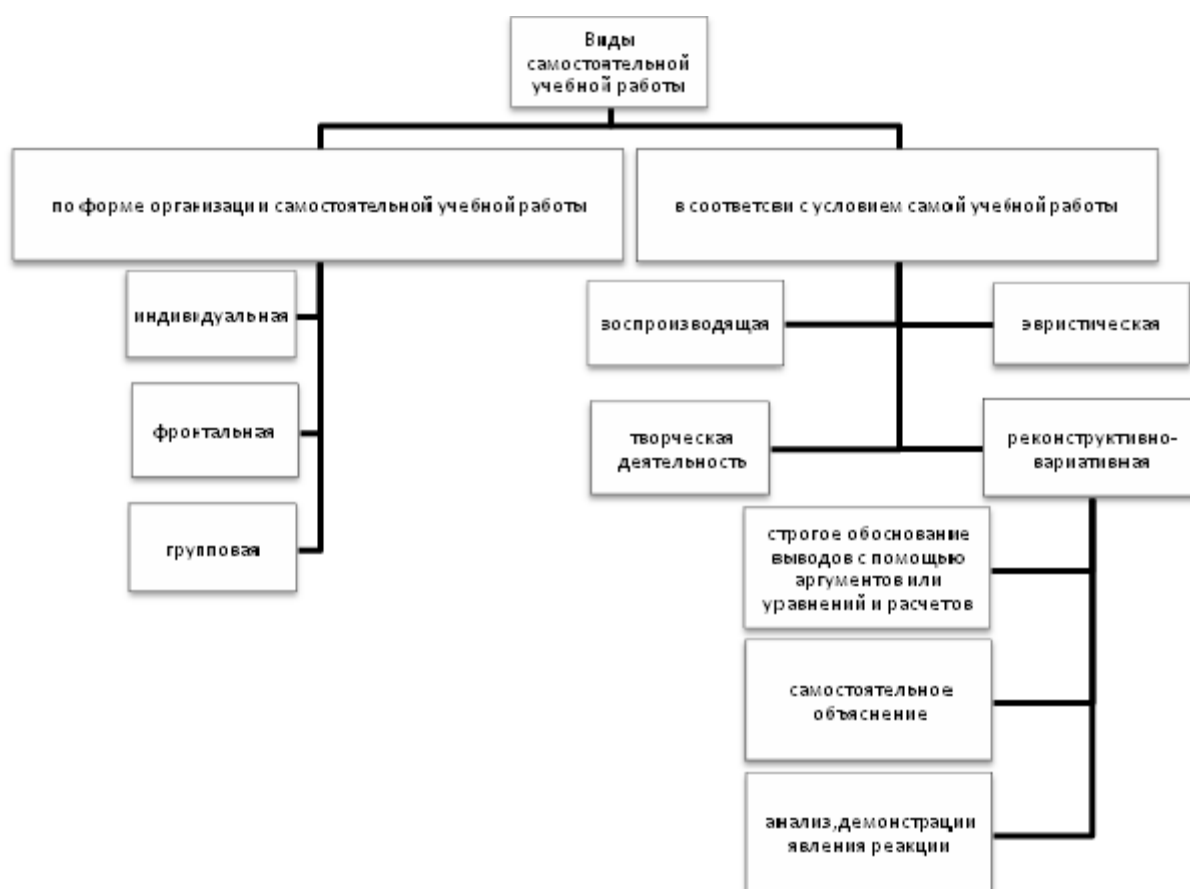 Виды
самостоятельной
учебной работы
по форме организации самостоятельной учебной работы
в соответсви с условием самой учебной работы
индивидуальная
фронтальная
групповая
воспроизводящая
эвристическая
творческая
деятельность
реконструктивно-
вариативная
строгое обоснование
выводов с помощью
аргументов или
уравнений и расчетов
самостоятельное
объяснение
анализ,демонстрации
явления реакции